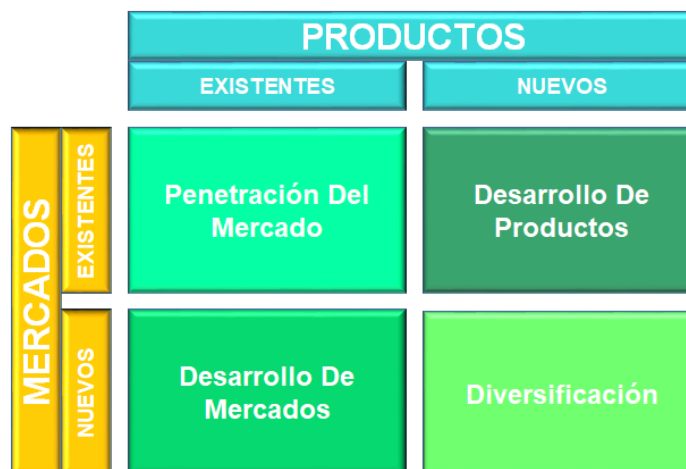 PRODUCTOS
EXISTENTES
NUEVOS
MERCADOS
EXISTENTES
Penetración Del
Mercado
Desarrollo De
Productos
NUEVOS
Desarrollo De
Mercados
Diversificación